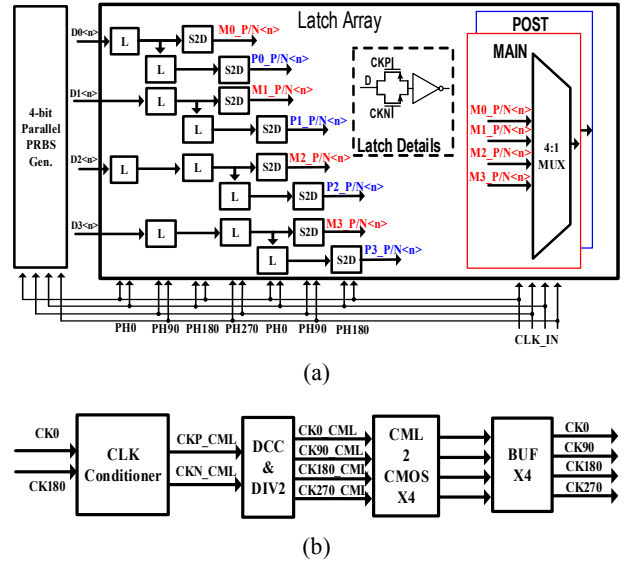 Latch Array
POST
MAIN
4-bit
Parallel
PRBS
Gen.
D0<n>
L
S2D
M0_P/N<n>
L
S2D
P0_P/N<n>
D1<n>
L
L
S2D
M1_P/N<n>
L
S2D
P1_P/N<n>
D2<n>
L
L
S2D
M2_P/N<n>
L
S2D
P2_P/N<n>
D3<n>
L
L
S2D
M3_P/N<n>
L
S2D
P3_P/N<n>
CKPI
D
CKNI
Latch Details
M0_P/N<n>
M1_P/N<n>
M2_P/N<n>
M3_P/N<n>
4:1
MUX
PH0
PH90
PH180
PH270
PH0
PH90
PH180
CLK_IN
(a)
CK0
CK180
CLK
Conditioner
CKP_CML
CKN_CML
DCC
&
DIV2
CK0_CML
CK90_CML
CK180_CML
CK270_CML
CML
2
CMOS
X4
BUF
X4
CK0
CK90
CK180
CK270
(b)